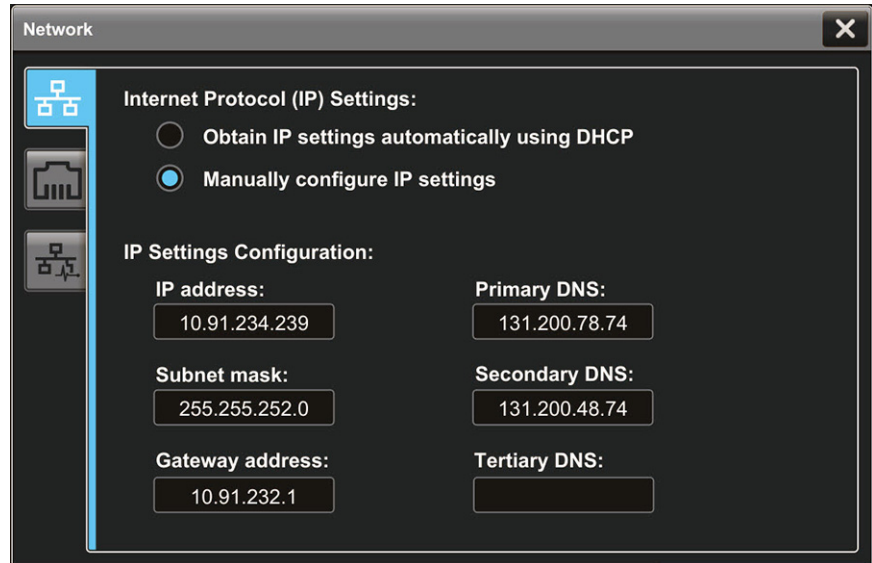 Network
Internet Protocol (IP) Settings:
Obtain IP settings automatically using DHCP
Manually configure IP settings
IP Settings Configuration:
IP address:
10.91.234.239
Primary DNS:
131.200.78.74
Subnet mask:
255.255.252.0
Secondary DNS:
131.200.48.74
Gateway address:
10.91.232.1
Tertiary DNS: